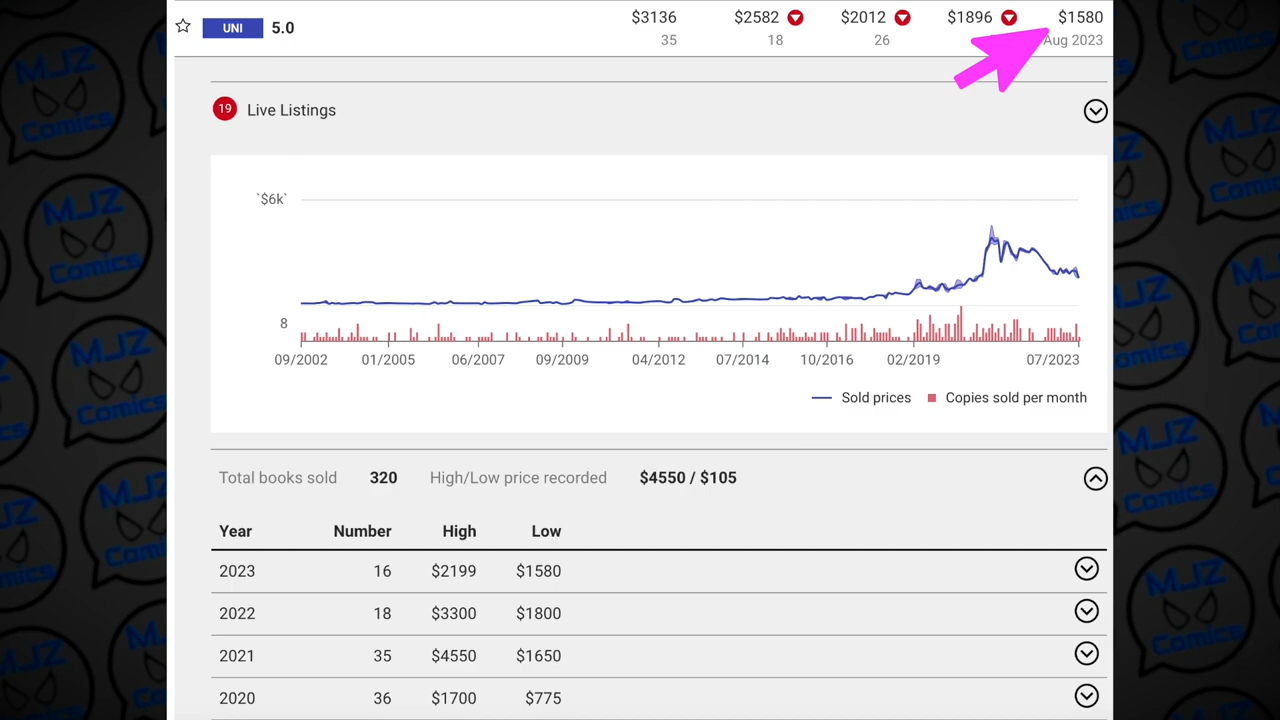 UNI 5.0 $3136 $2582 $2012 $1896 $1580
35 18 26 Aug 2023
19 Live Listings
`$6k`
8
09/2002 01/2005 06/2007 09/2009 04/2012 07/2014 10/2016 02/2019 07/2023
Sold prices Copies sold per month
Total books sold 320 High/Low price recorded $4550 / $105
Year Number High Low
2023 16 $2199 $1580
2022 18 $3300 $1800
2021 35 $4550 $1650
2020 36 $1700 $775
MJZ Comics